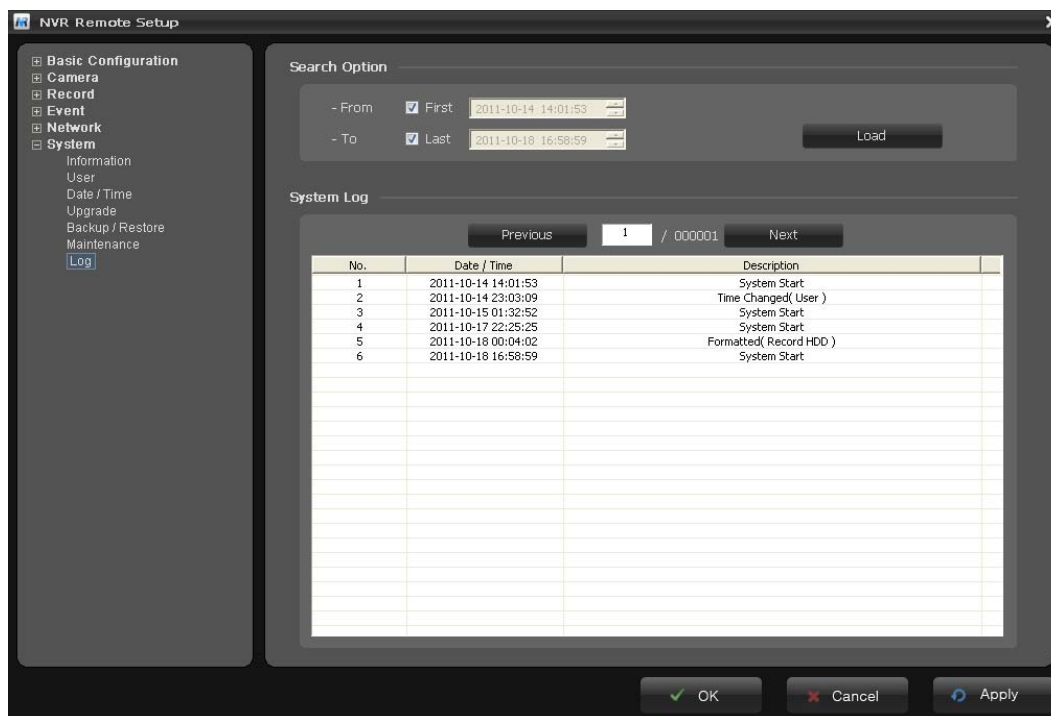 NVR Remote Setup
Basic Configuration
Camera
Record
Event
Network
System
Information
User
Date / Time
Upgrade
Backup / Restore
Maintenance
Log
Search Option
- From First 2011-10-14 14:01:53
- To Last 2011-10-18 16:58:59
Load
System Log
Previous 1 / 000001 Next
No. Date / Time Description
1 2011-10-14 14:01:53 System Start
2 2011-10-14 23:03:09 Time Changed( User )
3 2011-10-15 01:32:52 System Start
4 2011-10-17 22:25:25 System Start
5 2011-10-18 00:04:02 Formatted( Record HDD )
6 2011-10-18 16:58:59 System Start
OK Cancel Apply